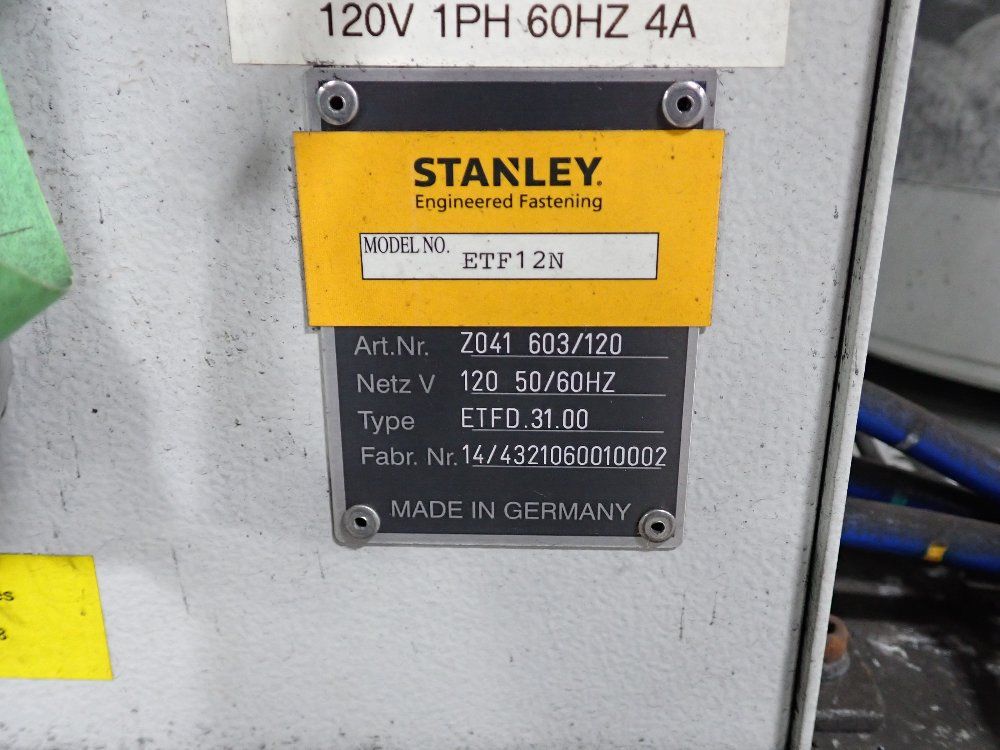 120V 1PH 60HZ 4A
STANLEY.
Engineered Fastening
MODEL NO. ETF12N
Art.Nr. Z041 603/120
Netz V 120 50/60HZ
Type ETFD.31.00
Fabr. Nr. 14/4321060010002
MADE IN GERMANY